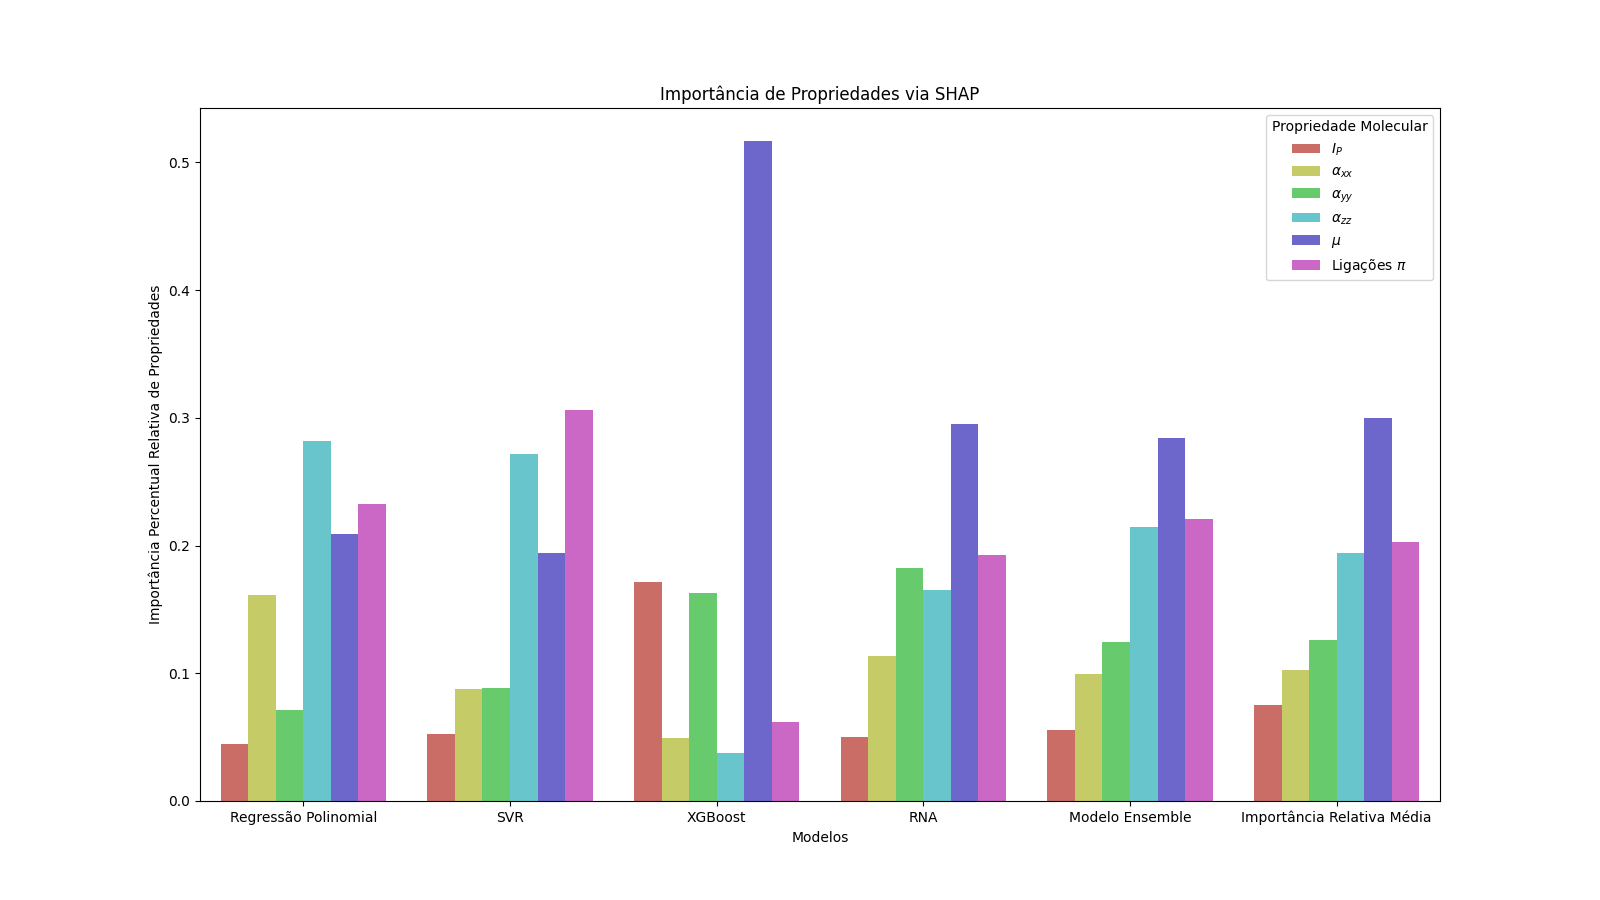 Importância de Propriedades via SHAP
Propriedade Molecular
I_P
α_xx
α_yy
α_zz
μ
Ligações π
Importância Percentual Relativa de Propriedades
0.5
0.4
0.3
0.2
0.1
0.0
Regressão Polinomial
SVR
XGBoost
RNA
Modelo Ensemble
Importância Relativa Média
Modelos